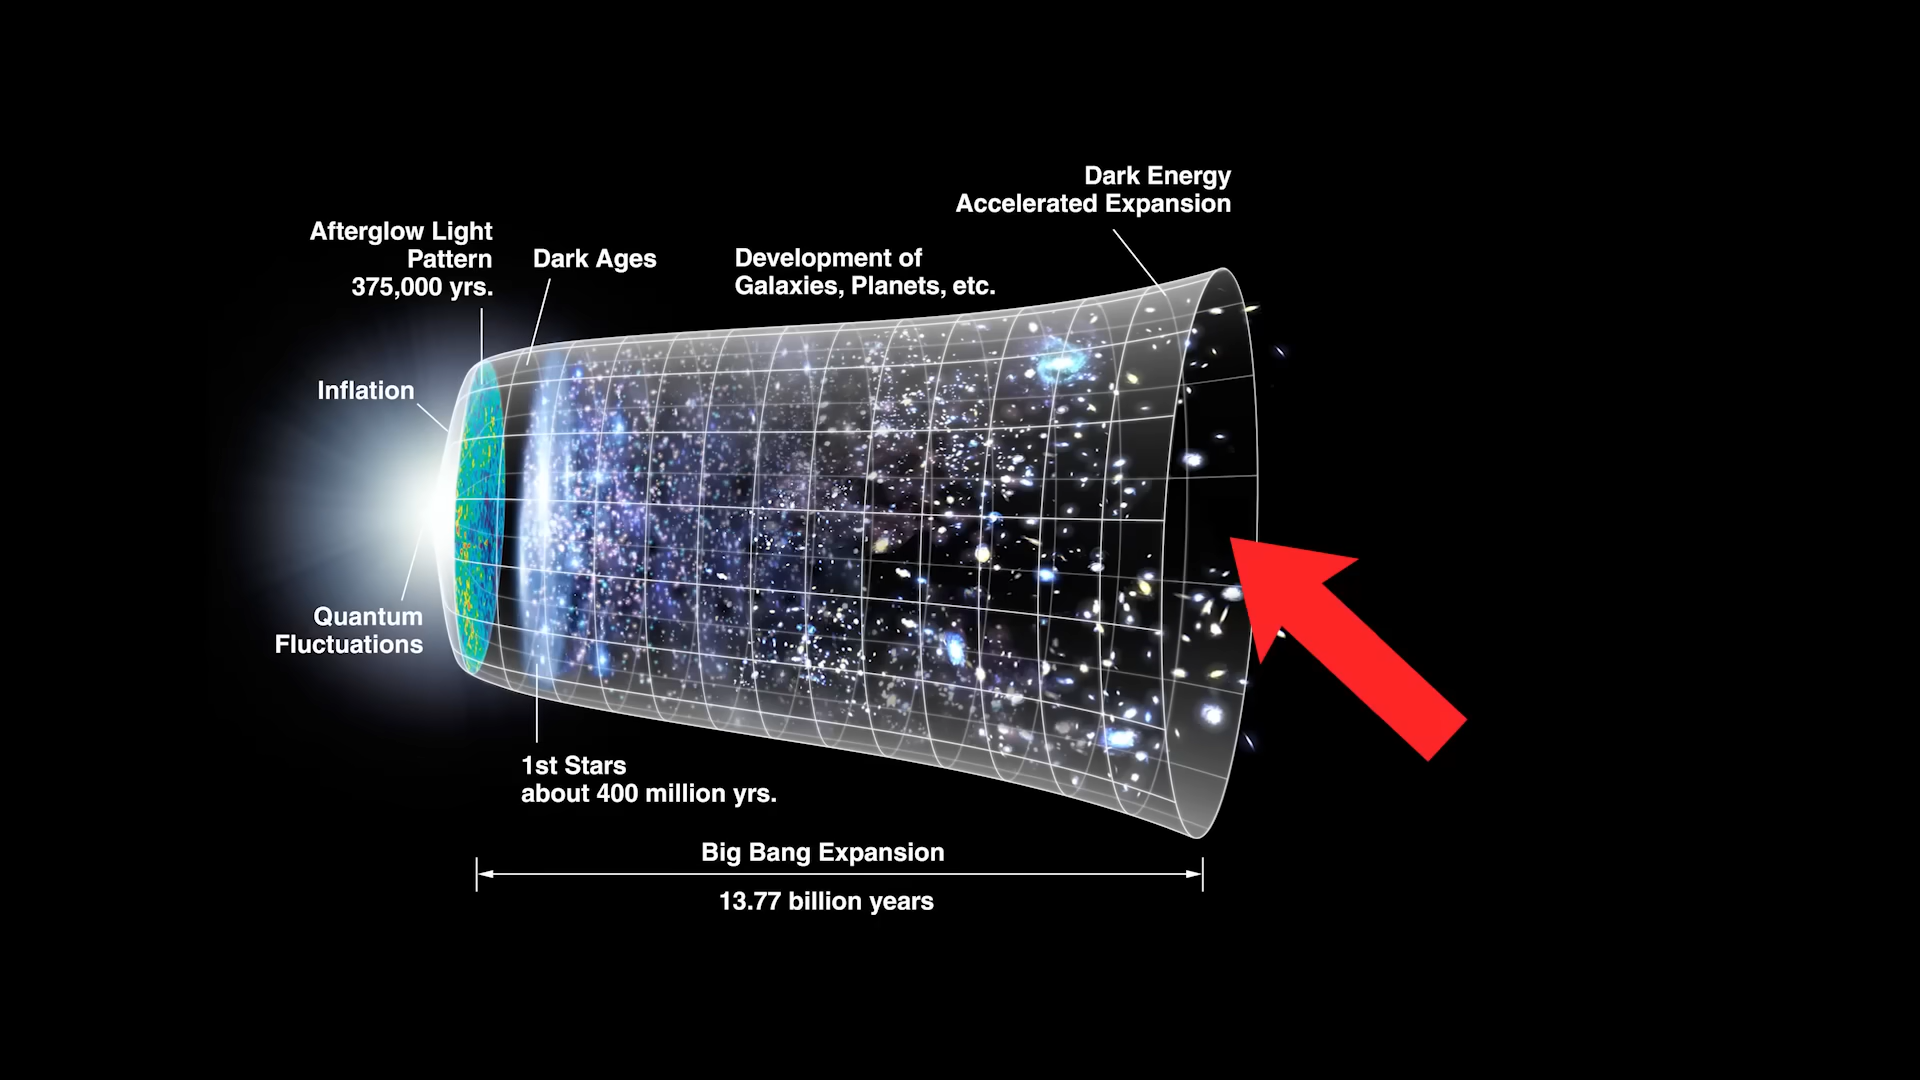 Dark Energy
Accelerated Expansion
Afterglow Light
Pattern
375,000 yrs.
Dark Ages
Development of
Galaxies, Planets, etc.
Inflation
Quantum
Fluctuations
1st Stars
about 400 million yrs.
Big Bang Expansion
13.77 billion years